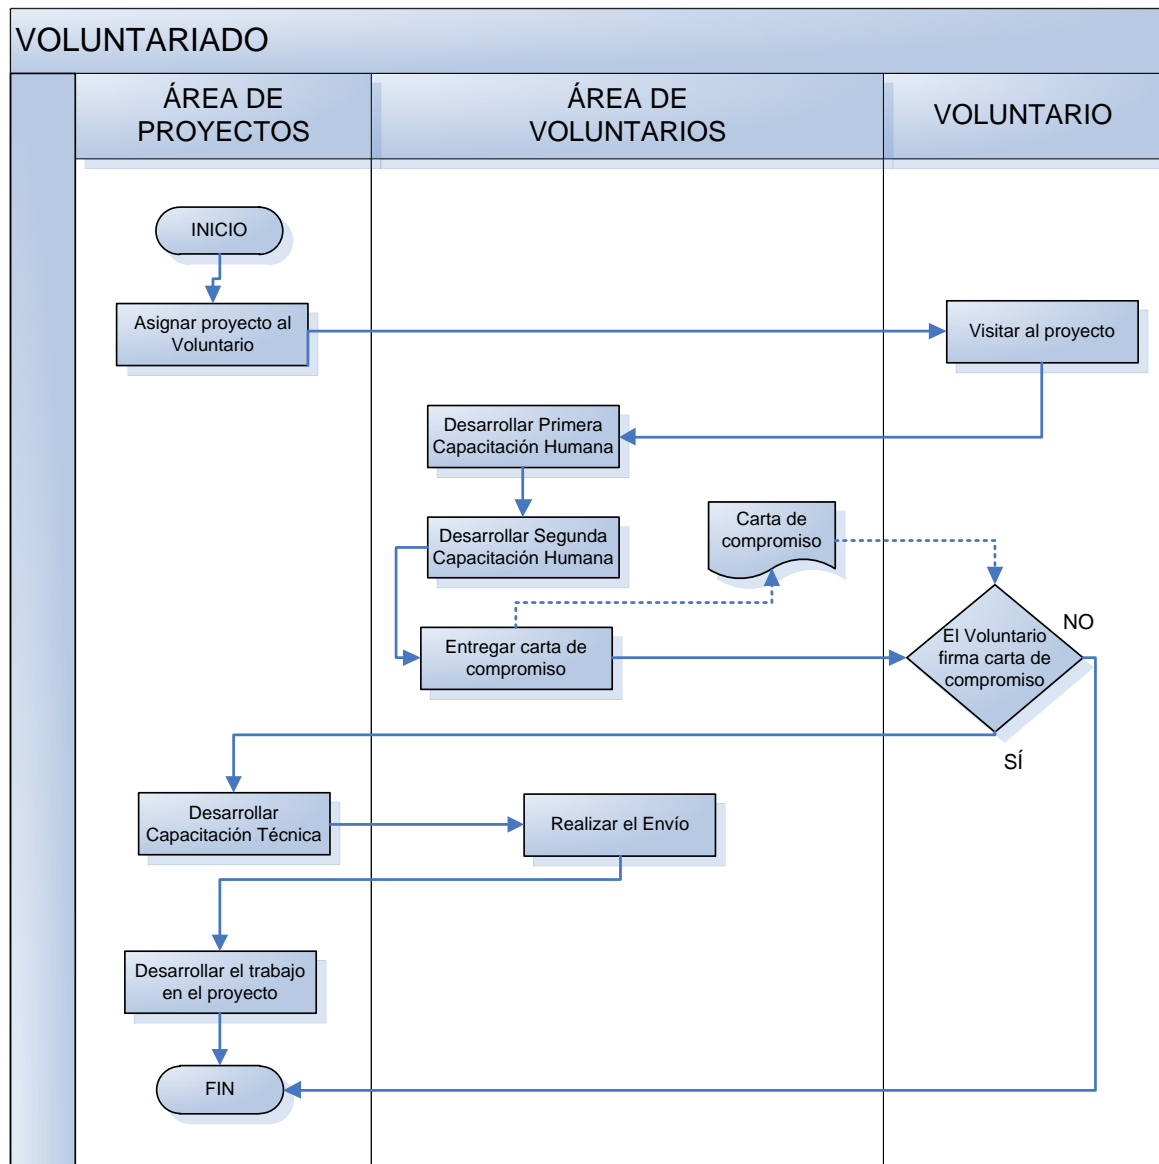 VOLUNTARIADO
ÁREA DE
PROYECTOS
ÁREA DE
VOLUNTARIOS
VOLUNTARIO
INICIO
Asignar proyecto al
Voluntario
Visitar al proyecto
Desarrollar Primera
Capacitación Humana
Desarrollar Segunda
Capacitación Humana
Carta de
compromiso
Entregar carta de
compromiso
El Voluntario
firma carta de
compromiso
NO
SÍ
Desarrollar
Capacitación Técnica
Realizar el Envío
Desarrollar el trabajo
en el proyecto
FIN